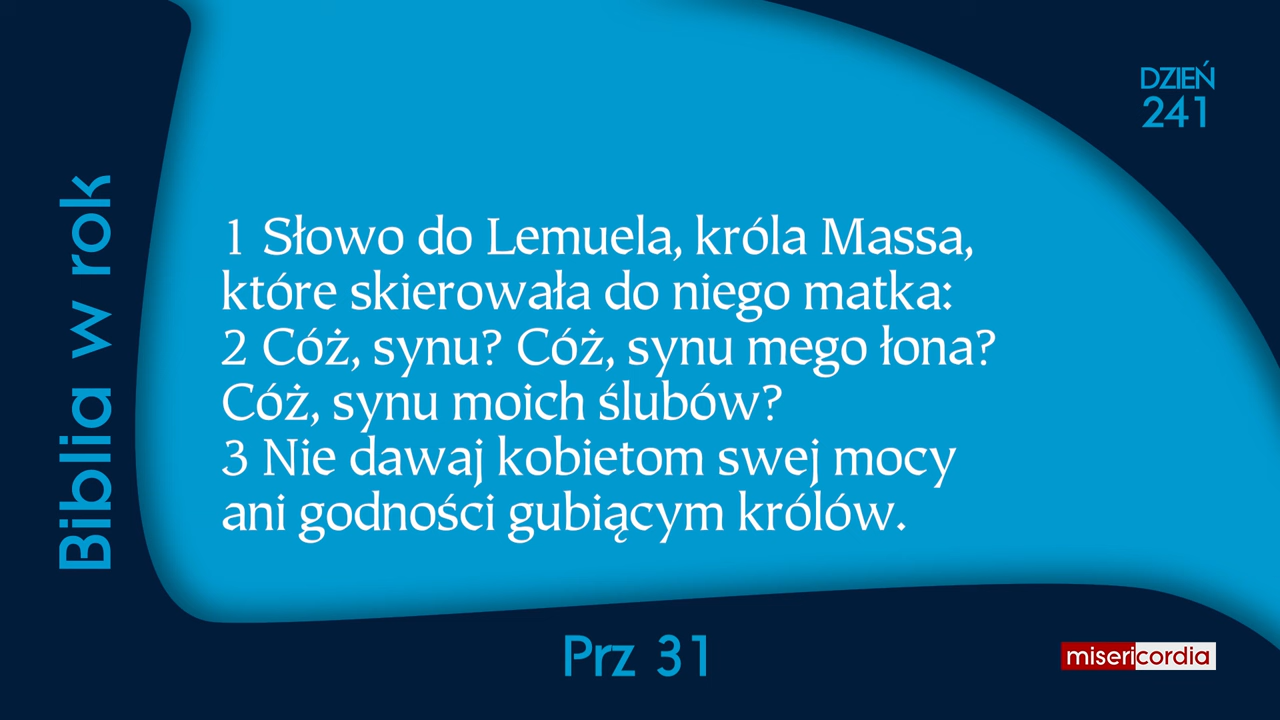 DZIEŃ
241
Biblia w rok
1 Słowo do Lemuela, króla Massa,
które skierowała do niego matka:
2 Cóż, synu? Cóż, synu mego łona?
Cóż, synu moich ślubów?
3 Nie dawaj kobietom swej mocy
ani godności gubiącym królów.
Prz 31
misericordia